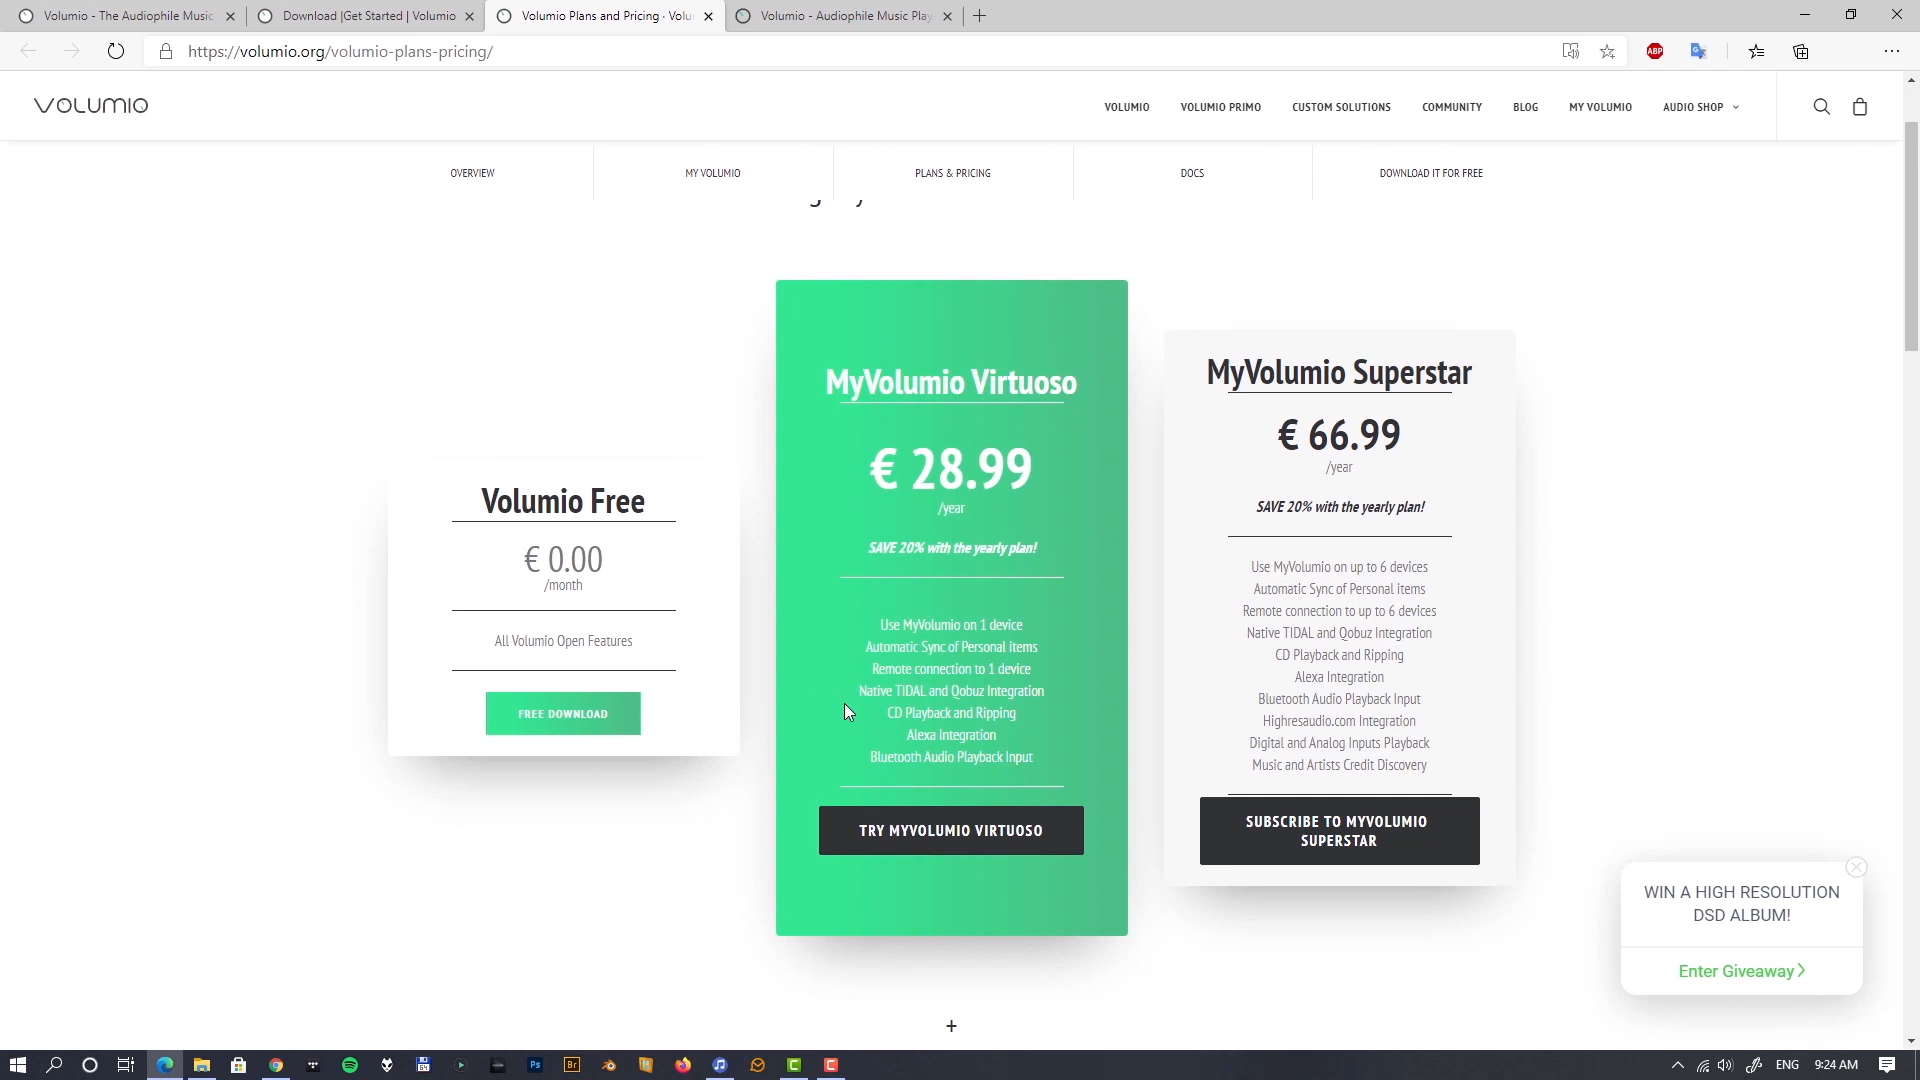 Volumio - The Audiophile Music
Download |Get Started | Volumio
Volumio Plans and Pricing - Volu
Volumio - Audiophile Music Play
https://volumio.org/volumio-plans-pricing/
ABP
VOLUMIO
VOLUMIO
VOLUMIO PRIMO
CUSTOM SOLUTIONS
COMMUNITY
BLOG
MY VOLUMIO
AUDIO SHOP
OVERVIEW
MY VOLUMIO
PLANS & PRICING
DOCS
DOWNLOAD IT FOR FREE
Volumio Free
€ 0.00
/month
All Volumio Open Features
FREE DOWNLOAD
MyVolumio Virtuoso
€ 28.99
/year
SAVE 20% with the yearly plan!
Use MyVolumio on 1 device
Automatic Sync of Personal items
Remote connection to 1 device
Native TIDAL and Qobuz Integration
CD Playback and Ripping
Alexa Integration
Bluetooth Audio Playback Input
TRY MYVOLUMIO VIRTUOSO
MyVolumio Superstar
€ 66.99
/year
SAVE 20% with the yearly plan!
Use MyVolumio on up to 6 devices
Automatic Sync of Personal items
Remote connection to up to 6 devices
Native TIDAL and Qobuz Integration
CD Playback and Ripping
Alexa Integration
Bluetooth Audio Playback Input
Highresaudio.com Integration
Digital and Analog Inputs Playback
Music and Artists Credit Discovery
SUBSCRIBE TO MYVOLUMIO
SUPERSTAR
WIN A HIGH RESOLUTION
DSD ALBUM!
Enter Giveaway
+
Ps
Br
ENG
9:24 AM